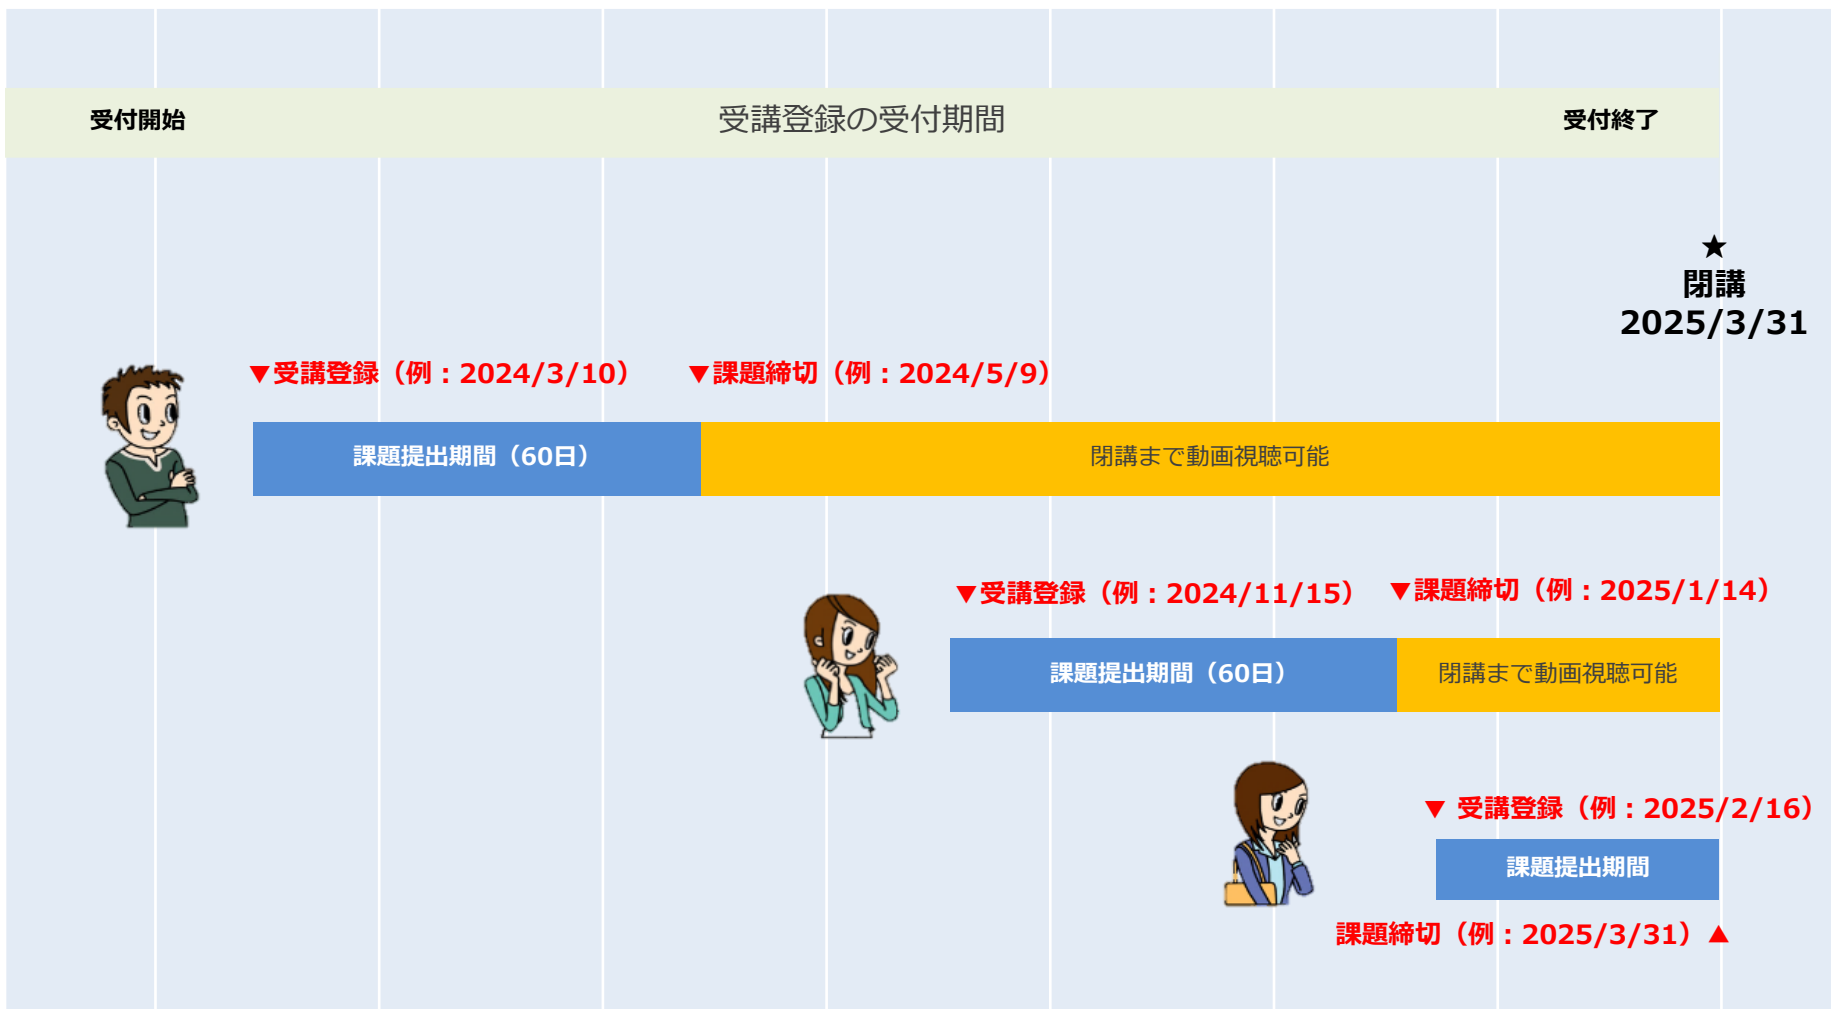 受付開始
受講登録の受付期間
受付終了
★
閉講
2025/3/31
▼受講登録（例：2024/3/10）
▼課題締切（例：2024/5/9）
課題提出期間（60日）
閉講まで動画視聴可能
▼受講登録（例：2024/11/15）
▼課題締切（例：2025/1/14）
課題提出期間（60日）
閉講まで動画視聴可能
▼ 受講登録（例：2025/2/16）
課題提出期間
課題締切（例：2025/3/31）▲